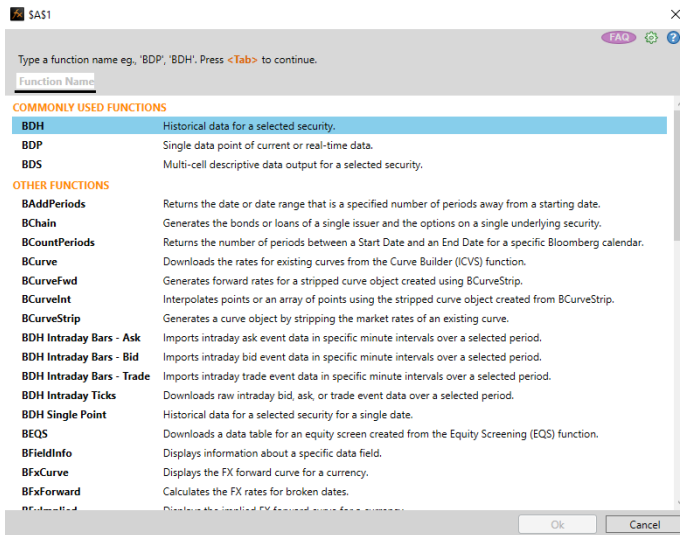 fx $A$1
FAQ
Type a function name eg., 'BDP', 'BDH'. Press <Tab> to continue.
Function Name
COMMONLY USED FUNCTIONS
BDH Historical data for a selected security.
BDP Single data point of current or real-time data.
BDS Multi-cell descriptive data output for a selected security.
OTHER FUNCTIONS
BAddPeriods Returns the date or date range that is a specified number of periods away from a starting date.
BChain Generates the bonds or loans of a single issuer and the options on a single underlying security.
BCountPeriods Returns the number of periods between a Start Date and an End Date for a specific Bloomberg calendar.
BCurve Downloads the rates for existing curves from the Curve Builder (ICVS) function.
BCurveFwd Generates forward rates for a stripped curve object created using BCurveStrip.
BCurveInt Interpolates points or an array of points using the stripped curve object created from BCurveStrip.
BCurveStrip Generates a curve object by stripping the market rates of an existing curve.
BDH Intraday Bars - Ask Imports intraday ask event data in specific minute intervals over a selected period.
BDH Intraday Bars - Bid Imports intraday bid event data in specific minute intervals over a selected period.
BDH Intraday Bars - Trade Imports intraday trade event data in specific minute intervals over a selected period.
BDH Intraday Ticks Downloads raw intraday bid, ask, or trade event data over a selected period.
BDH Single Point Historical data for a selected security for a single date.
BEQS Downloads a data table for an equity screen created from the Equity Screening (EQS) function.
BFieldInfo Displays information about a specific data field.
BFxCurve Displays the FX forward curve for a currency.
BFxForward Calculates the FX rates for broken dates.
BFxImplied Displays the implied FX forward curve for a currency.
Ok Cancel